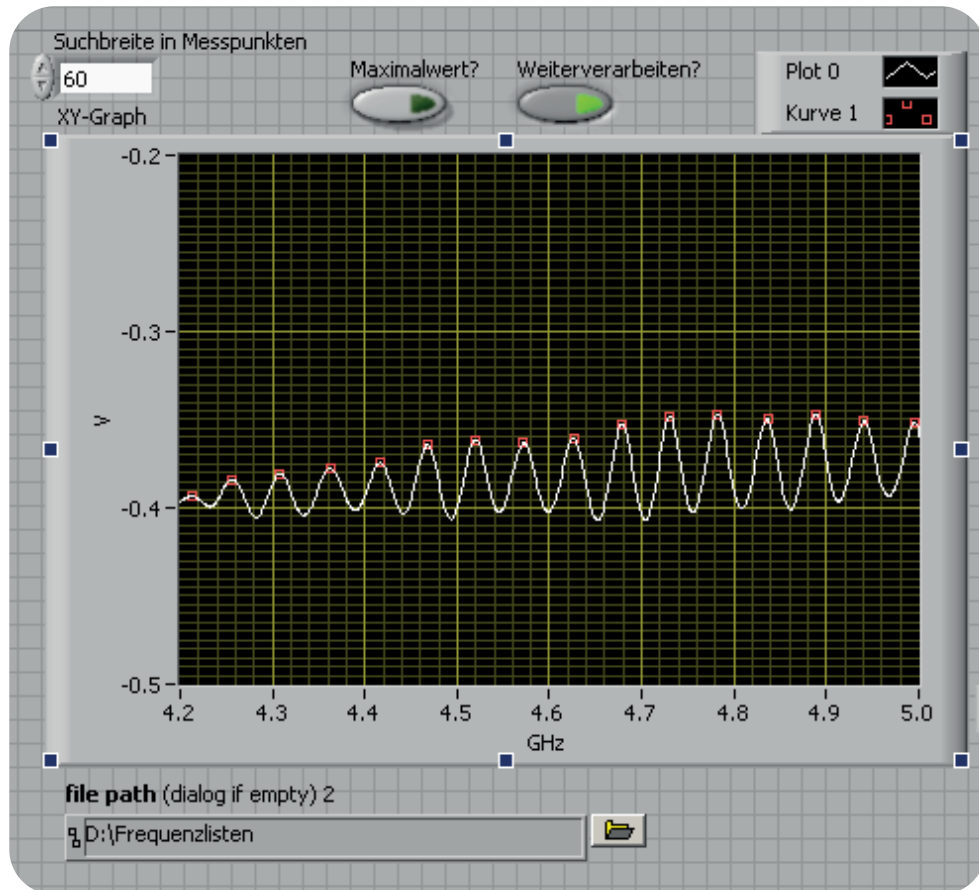 Suchbreite in Messpunkten
60
Maximalwert?
Weiterverarbeiten?
Plot 0
Kurve 1
XY-Graph
-0.2
-0.3
V
-0.4
-0.5
4.2 4.3 4.4 4.5 4.6 4.7 4.8 4.9 5.0
GHz
file path (dialog if empty) 2
D:\Frequenzlisten